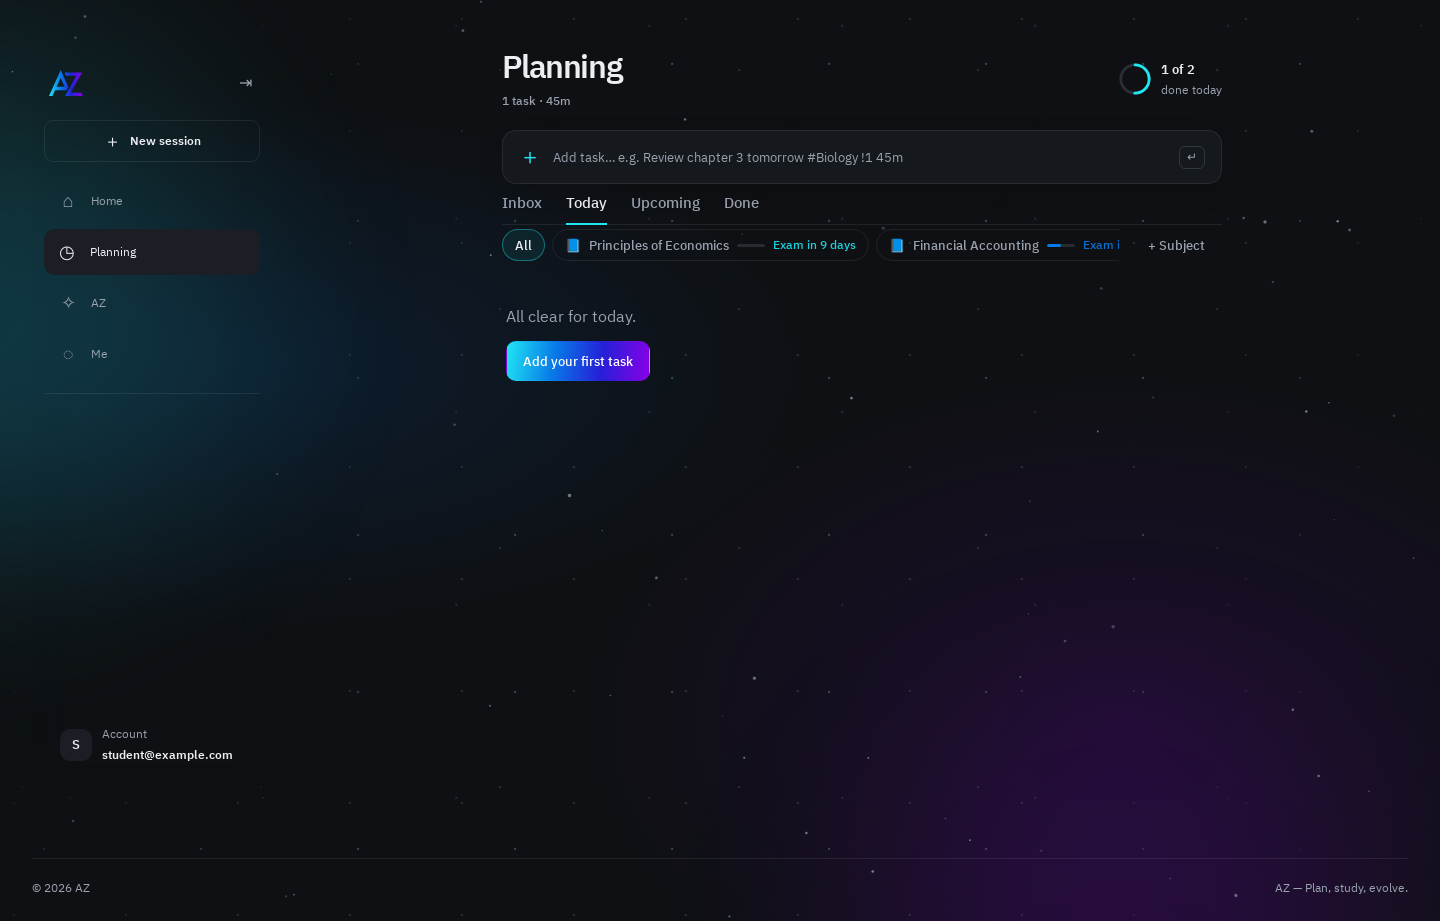 AZ
+ New session
Home
Planning
AZ
Me
Account
S
student@example.com
Planning
1 task · 45m
1 of 2
done today
+ Add task... e.g. Review chapter 3 tomorrow #Biology !1 45m ↵
Inbox Today Upcoming Done
All Principles of Economics Exam in 9 days Financial Accounting Exam i + Subject
All clear for today.
Add your first task
© 2026 AZ
AZ — Plan, study, evolve.